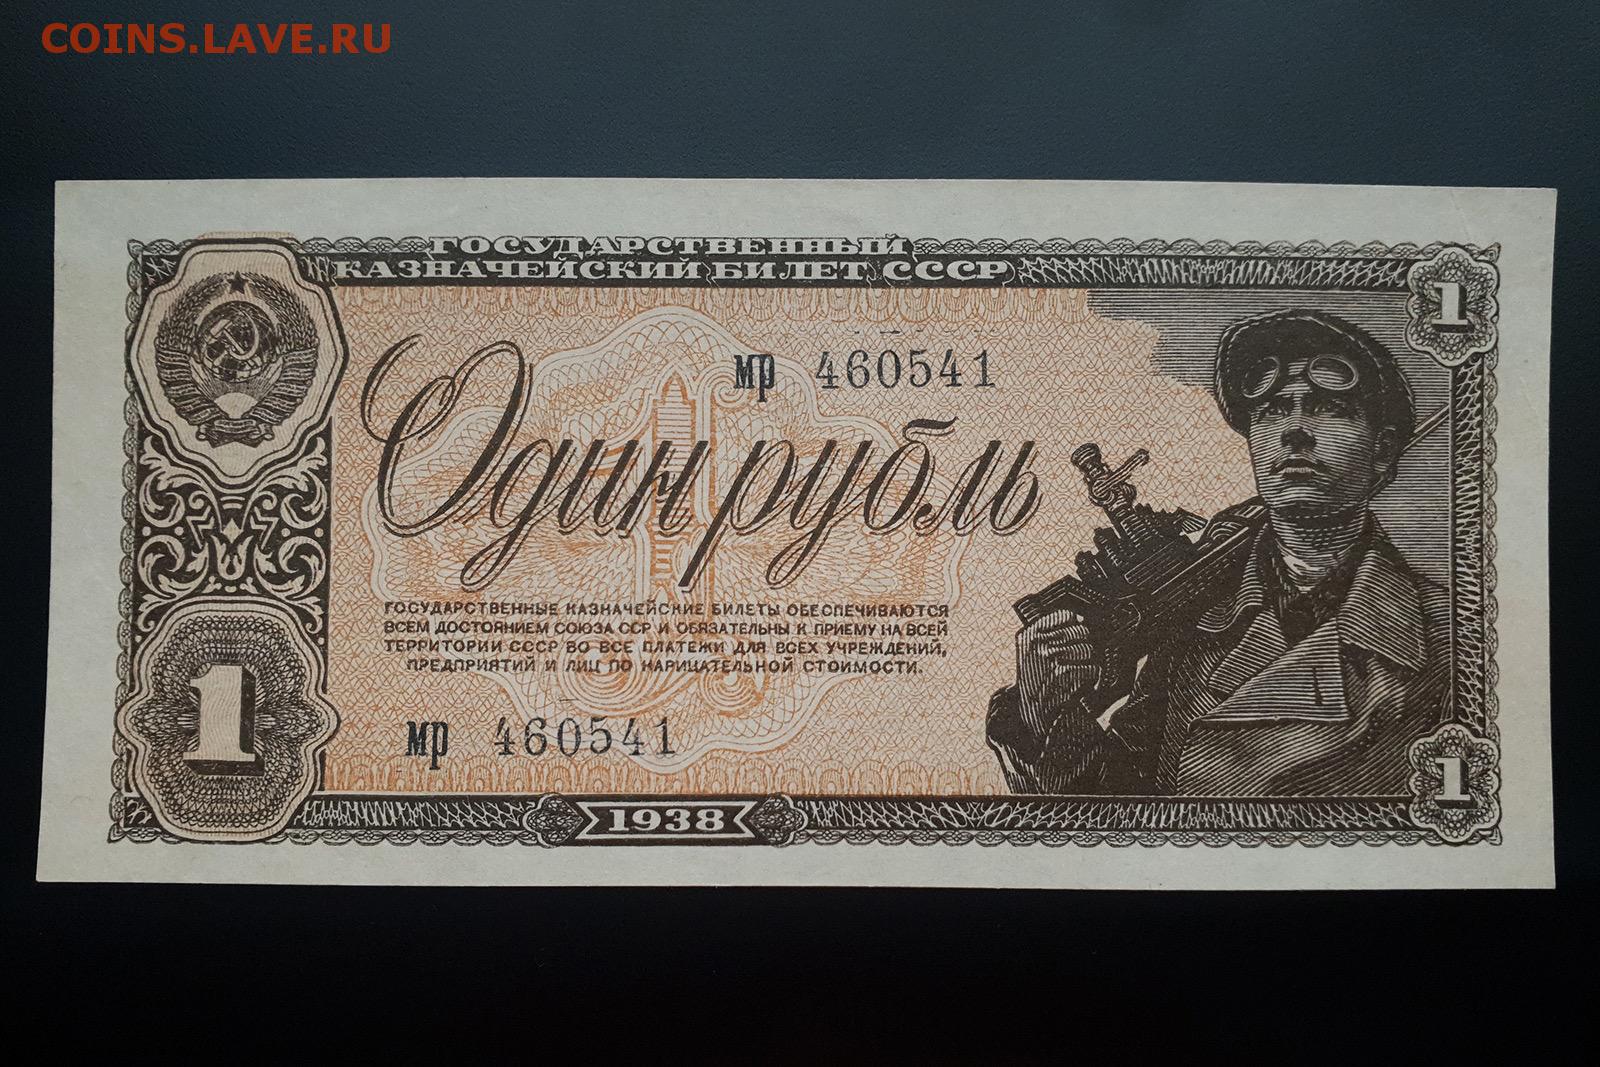 COINS.LAVE.RU
ГОСУДАРСТВЕННЫЙ
КАЗНАЧЕЙСКИЙ БИЛЕТ СССР
1
мр 460541
Один рубль
ГОСУДАРСТВЕННЫЕ КАЗНАЧЕЙСКИЕ БИЛЕТЫ ОБЕСПЕЧИВАЮТСЯ
ВСЕМ ДОСТОЯНИЕМ СОЮЗА ССР И ОБЯЗАТЕЛЬНЫ К ПРИЕМУ НА ВСЕЙ
ТЕРРИТОРИИ СССР ВО ВСЕ ПЛАТЕЖИ ДЛЯ ВСЕХ УЧРЕЖДЕНИЙ,
ПРЕДПРИЯТИЙ И ЛИЦ ПО НАРИЦАТЕЛЬНОЙ СТОИМОСТИ.
1
мр 460541
1
1938